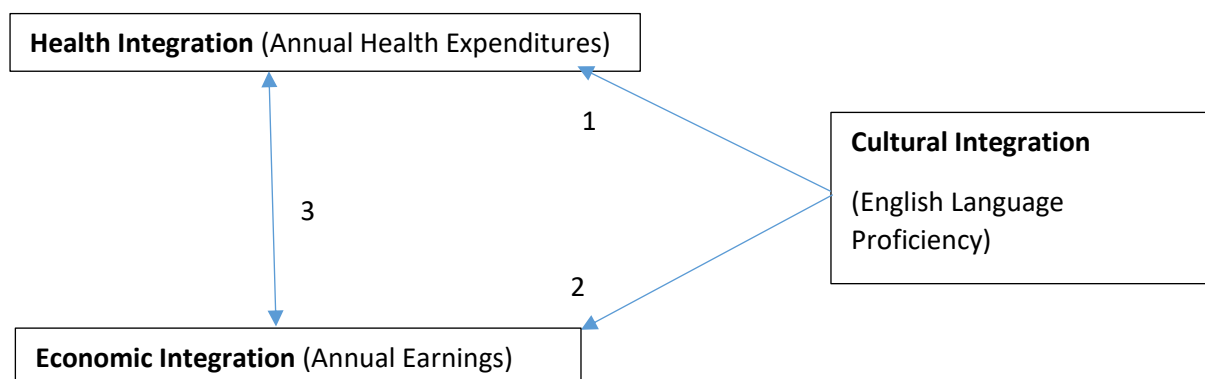 Health Integration (Annual Health Expenditures)
1
Cultural Integration
(English Language
Proficiency)
3
2
Economic Integration (Annual Earnings)